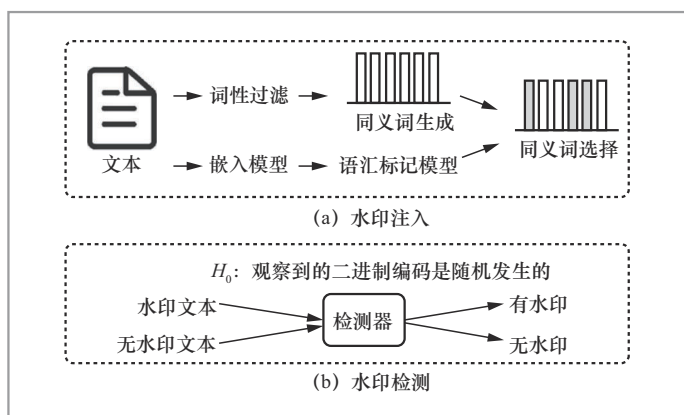 词性过滤
同义词生成
文本
嵌入模型
语汇标记模型
同义词选择
(a) 水印注入
H₀：观察到的二进制编码是随机发生的
水印文本
无水印文本
检测器
有水印
无水印
(b) 水印检测